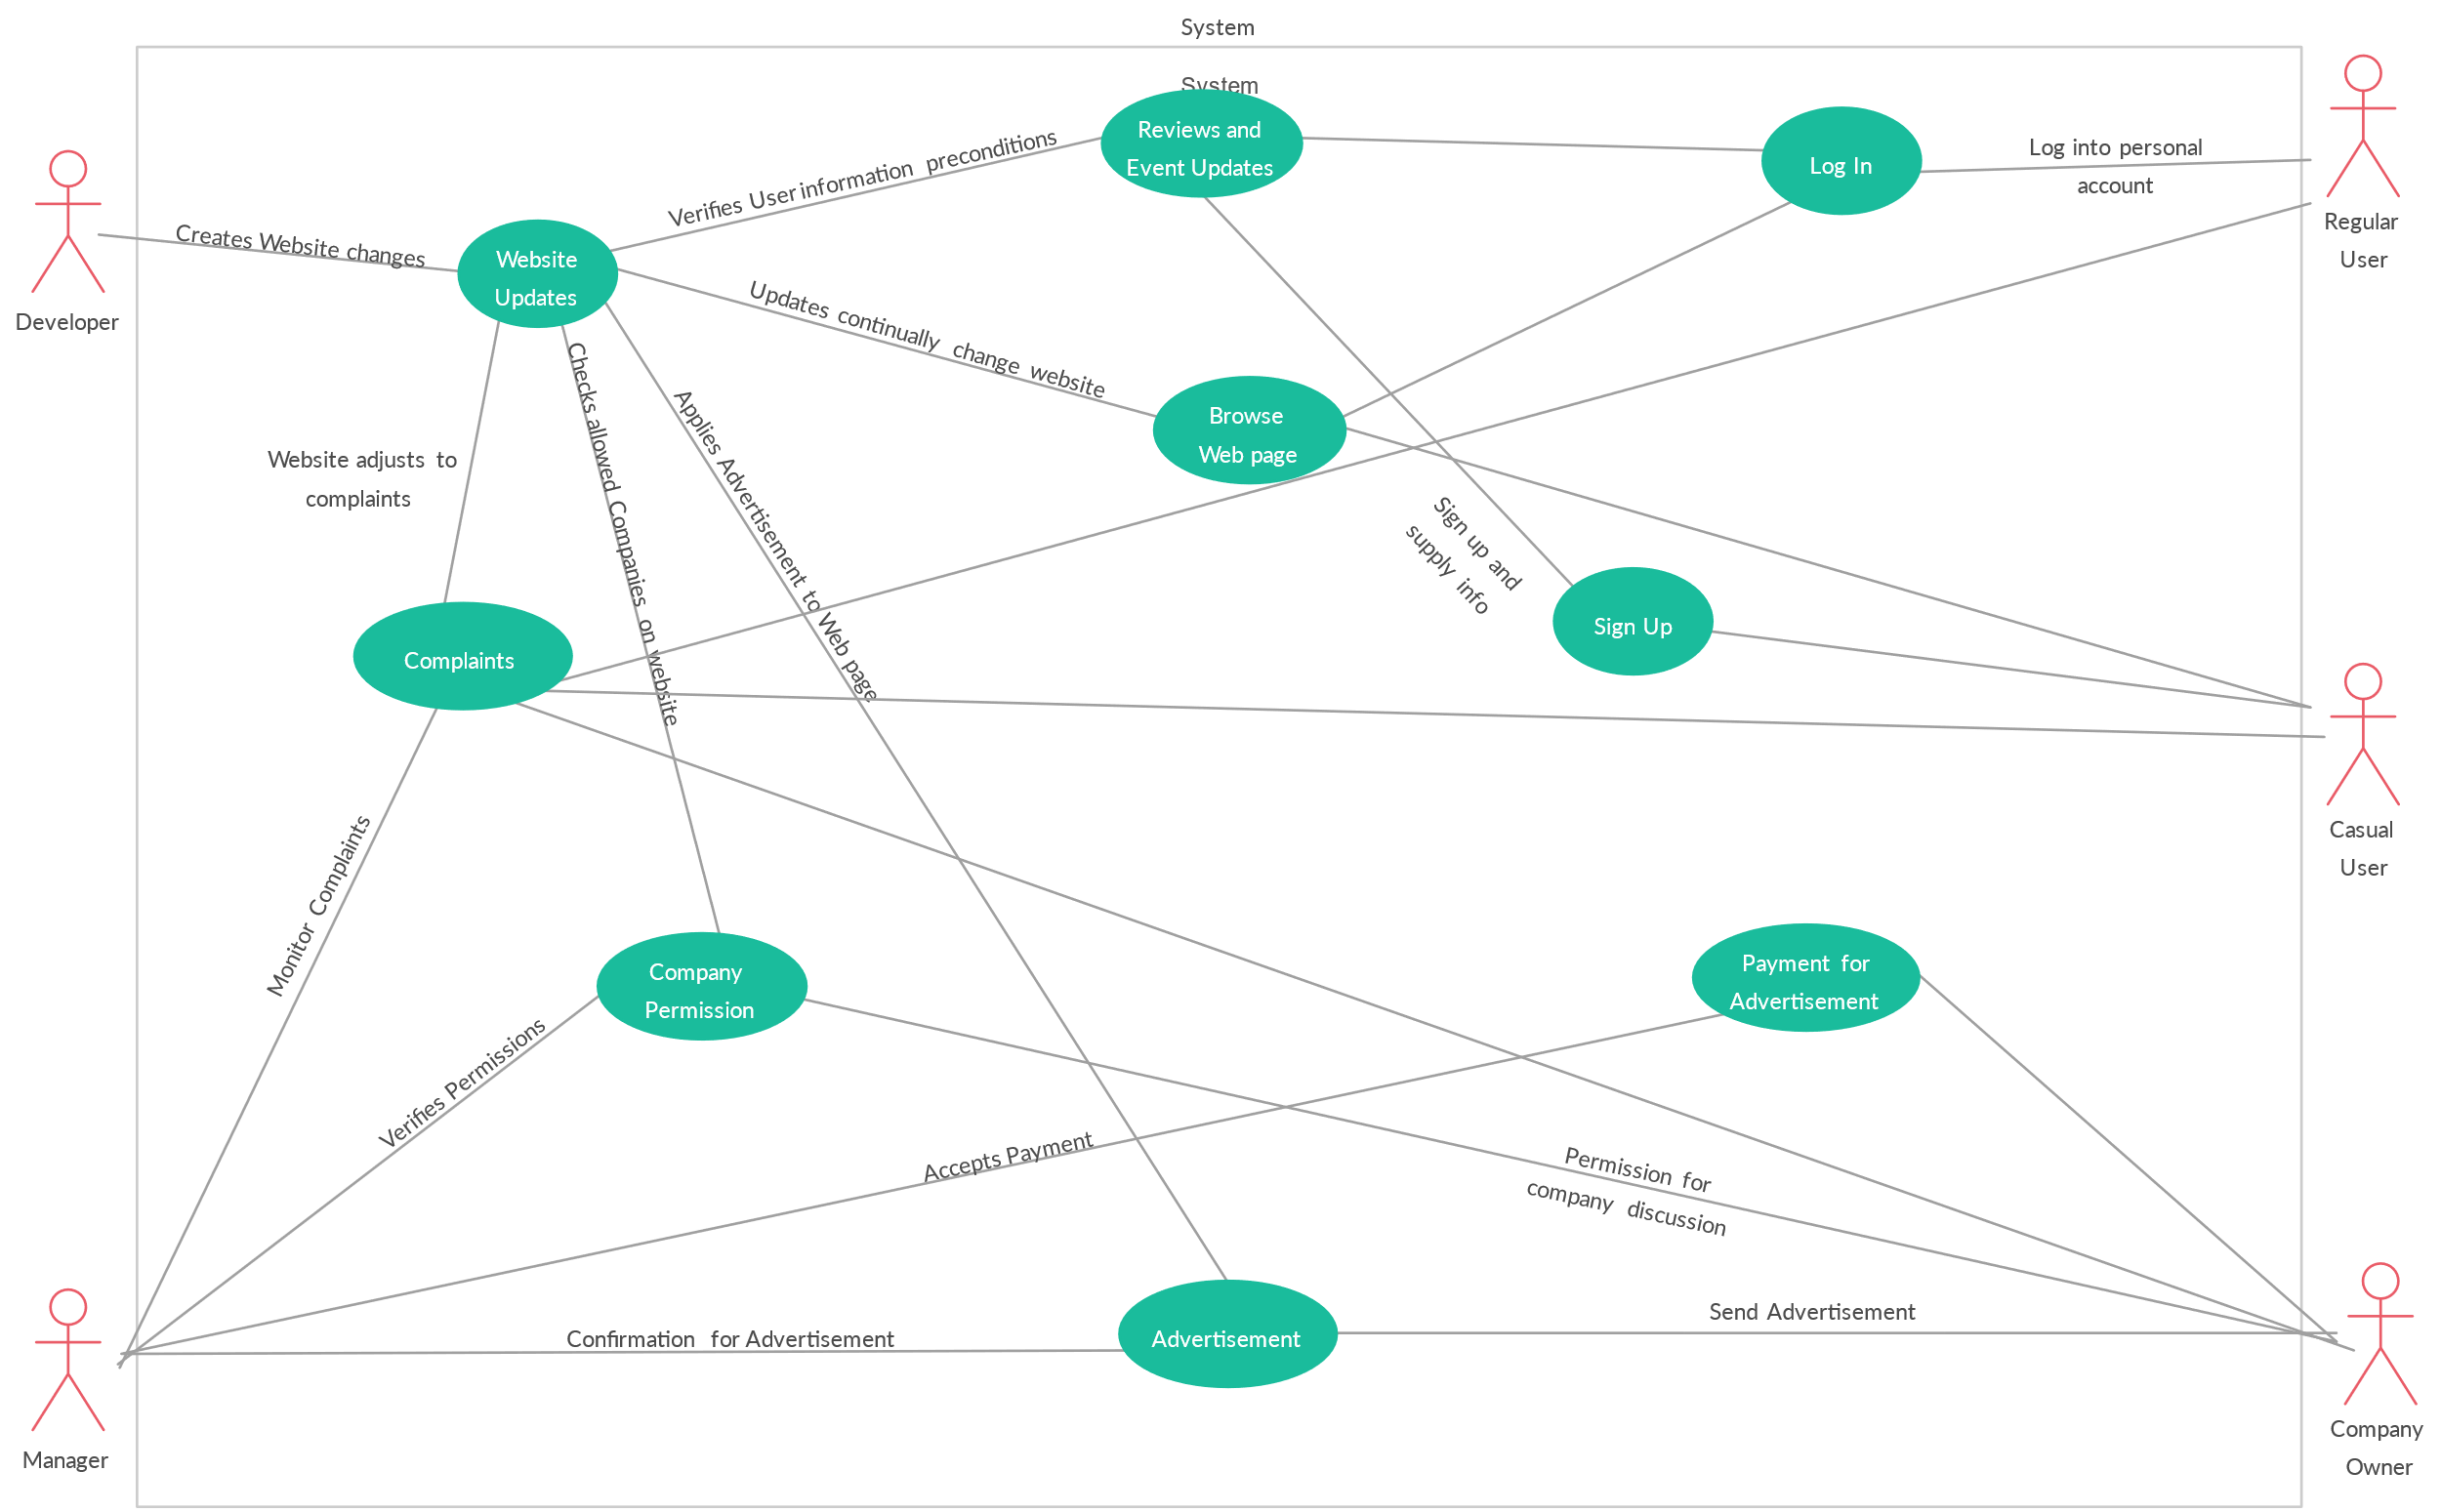 System
System
Reviews and
Event Updates
Log In
Log into personal
account
Regular
User
Verifies User information preconditions
Creates Website changes
Website
Updates
Developer
Updates continually change website
Checks allowed Companies on website
Applies Advertisement to Web page
Browse
Web page
Website adjusts to
complaints
Sign up and
supply info
Sign Up
Complaints
Casual
User
Monitor Complaints
Company
Permission
Payment for
Advertisement
Verifies Permissions
Accepts Payment
Permission for
company discussion
Send Advertisement
Confirmation for Advertisement
Advertisement
Manager
Company
Owner